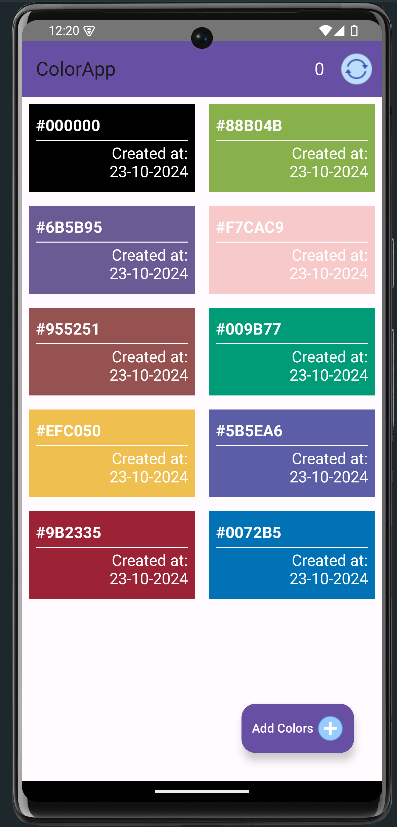 12:20
ColorApp 0
#000000
Created at:
23-10-2024
#88B04B
Created at:
23-10-2024
#6B5B95
Created at:
23-10-2024
#F7CAC9
Created at:
23-10-2024
#955251
Created at:
23-10-2024
#009B77
Created at:
23-10-2024
#EFC050
Created at:
23-10-2024
#5B5EA6
Created at:
23-10-2024
#9B2335
Created at:
23-10-2024
#0072B5
Created at:
23-10-2024
Add Colors